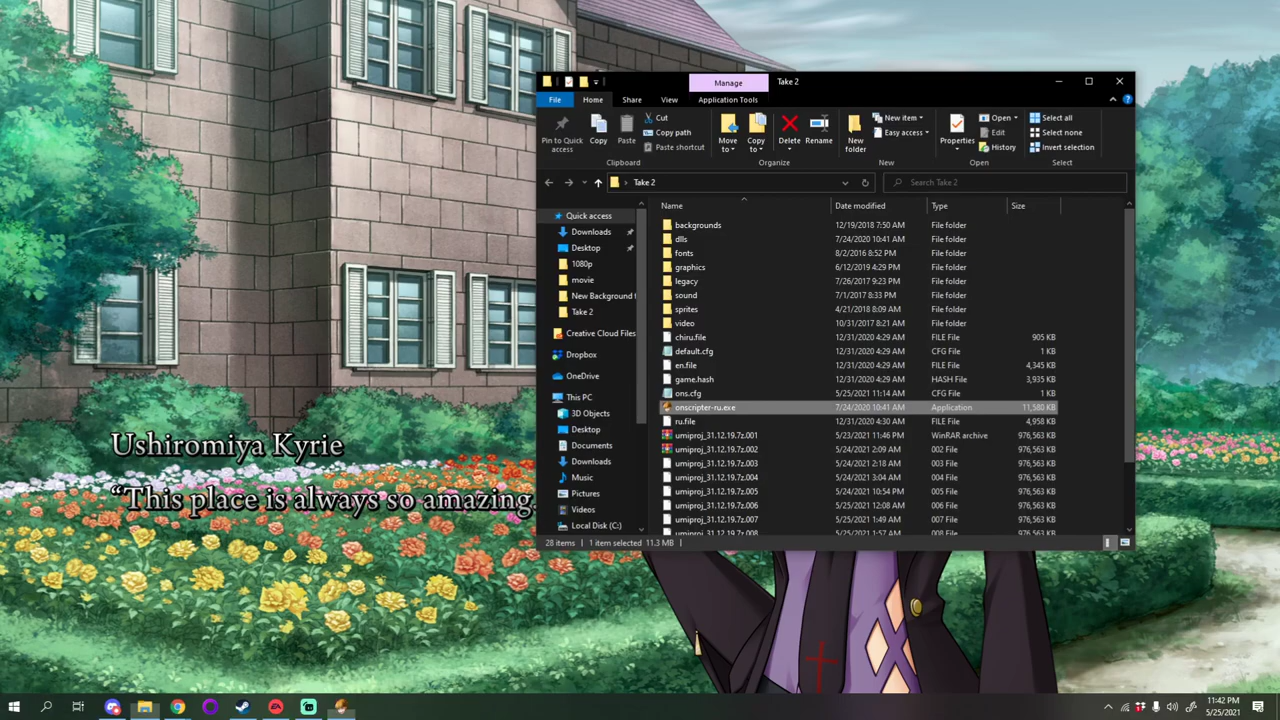 Manage
Take 2
File
Home
Share
View
Application Tools
Pin to Quick access
Copy
Paste
Cut
Copy path
Paste shortcut
Clipboard
Move to
Copy to
Delete
Rename
Organize
New folder
New item
Easy access
New
Properties
Open
Edit
History
Open
Select all
Select none
Invert selection
Select
Take 2
Search Take 2
Name
Date modified
Type
Size
Quick access
Downloads
Desktop
1080p
movie
New Background
Take 2
Creative Cloud Files
Dropbox
OneDrive
This PC
3D Objects
Desktop
Documents
Downloads
Music
Pictures
Videos
Local Disk (C:)
backgrounds 12/19/2018 7:50 AM File folder
dlls 7/24/2020 10:41 AM File folder
fonts 8/2/2016 8:52 PM File folder
graphics 6/12/2019 4:29 PM File folder
legacy 7/26/2017 9:23 PM File folder
sound 7/1/2017 8:33 PM File folder
sprites 4/21/2018 8:09 AM File folder
video 10/31/2017 8:21 AM File folder
chiru.file 12/31/2020 4:29 AM FILE File 905 KB
default.cfg 12/31/2020 4:29 AM CFG File 1 KB
en.file 12/31/2020 4:29 AM FILE File 4,345 KB
game.hash 12/31/2020 4:29 AM HASH File 3,935 KB
ons.cfg 5/25/2021 11:14 AM CFG File 1 KB
onscripter-ru.exe 7/24/2020 10:41 AM Application 11,580 KB
ru.file 12/31/2020 4:30 AM FILE File 4,958 KB
umiproj_31.12.19.7z.001 5/23/2021 11:46 PM WinRAR archive 976,563 KB
umiproj_31.12.19.7z.002 5/24/2021 2:09 AM 002 File 976,563 KB
umiproj_31.12.19.7z.003 5/24/2021 2:18 AM 003 File 976,563 KB
umiproj_31.12.19.7z.004 5/24/2021 3:04 AM 004 File 976,563 KB
umiproj_31.12.19.7z.005 5/24/2021 10:54 PM 005 File 976,563 KB
umiproj_31.12.19.7z.006 5/25/2021 12:08 AM 006 File 976,563 KB
umiproj_31.12.19.7z.007 5/25/2021 1:49 AM 007 File 976,563 KB
umiproj_31.12.19.7z.008 5/25/2021 1:57 AM 008 File 976,563 KB
28 items
1 item selected 11.3 MB
Ushiromiya Kyrie
“This place is always so amazing.
11:42 PM
5/25/2021